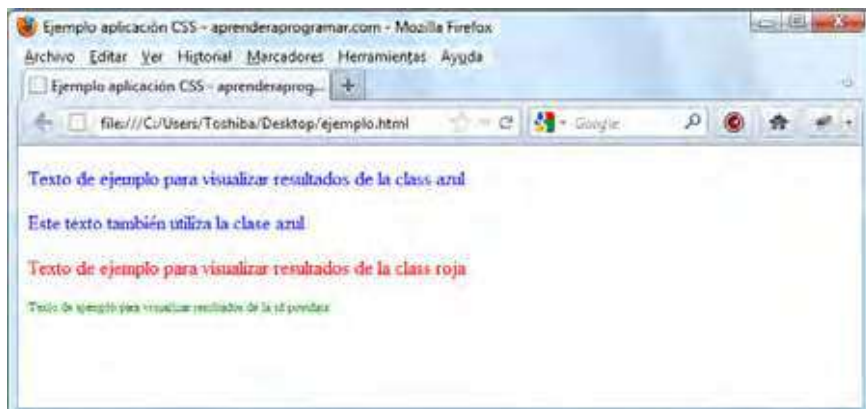 Ejemplo aplicación CSS - aprenderaprogramar.com - Mozilla Firefox
Archivo Editar Ver Historial Marcadores Herramientas Ayuda
Ejemplo aplicación CSS - aprenderaprog... +
file:///C:/Users/Toshiba/Desktop/ejemplo.html Google
Texto de ejemplo para visualizar resultados de la class azul
Este texto también utiliza la clase azul
Texto de ejemplo para visualizar resultados de la class roja
Texto de ejemplo para visualizar resultados de la id